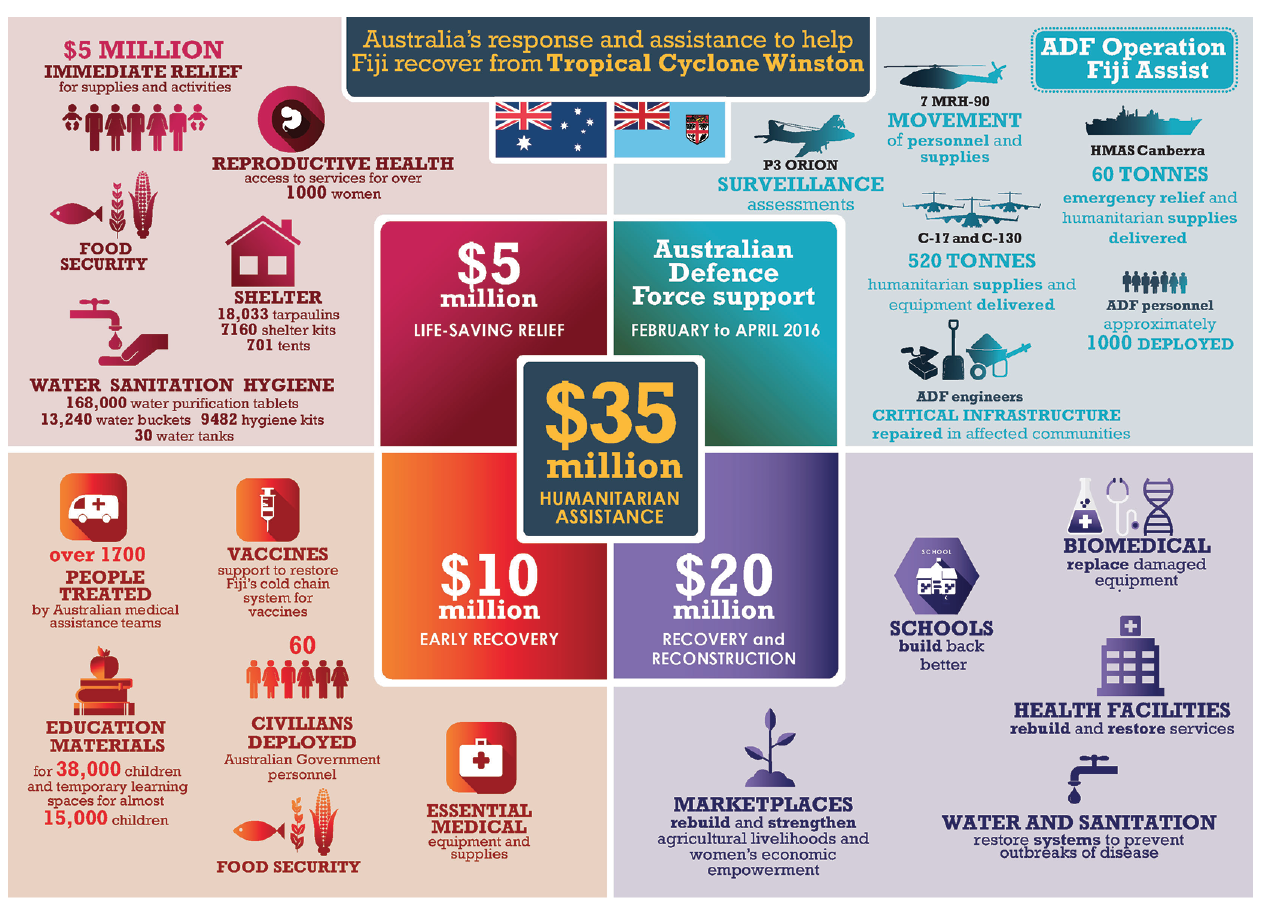 Australia's response and assistance to help
Fiji recover from Tropical Cyclone Winston
$5 MILLION
IMMEDIATE RELIEF
for supplies and activities
REPRODUCTIVE HEALTH
access to services for over
1000 women
FOOD
SECURITY
SHELTER
18,033 tarpaulins
7160 shelter kits
701 tents
WATER SANITATION HYGIENE
168,000 water purification tablets
13,240 water buckets 9482 hygiene kits
30 water tanks
$5
million
LIFE-SAVING RELIEF
Australian
Defence
Force support
FEBRUARY to APRIL 2016
ADF Operation
Fiji Assist
7 MRH-90
MOVEMENT
of personnel and
supplies
P3 ORION
SURVEILLANCE
assessments
HMAS Canberra
60 TONNES
emergency relief and
humanitarian supplies
delivered
C-17 and C-130
520 TONNES
humanitarian supplies and
equipment delivered
ADF personnel
approximately
1000 DEPLOYED
ADF engineers
CRITICAL INFRASTRUCTURE
repaired in affected communities
$35
million
HUMANITARIAN
ASSISTANCE
$10
million
EARLY RECOVERY
$20
million
RECOVERY and
RECONSTRUCTION
over 1700
PEOPLE
TREATED
by Australian medical
assistance teams
VACCINES
support to restore
Fiji's cold chain
system for
vaccines
EDUCATION
MATERIALS
for 38,000 children
and temporary learning
spaces for almost
15,000 children
60
CIVILIANS
DEPLOYED
Australian Government
personnel
FOOD SECURITY
ESSENTIAL
MEDICAL
equipment and
supplies
SCHOOL
SCHOOLS
build back
better
BIOMEDICAL
replace damaged
equipment
HEALTH FACILITIES
rebuild and restore services
MARKETPLACES
rebuild and strengthen
agricultural livelihoods and
women's economic
empowerment
WATER AND SANITATION
restore systems to prevent
outbreaks of disease